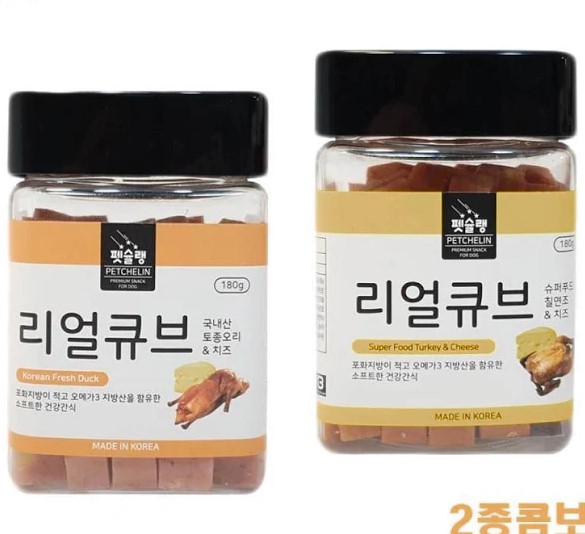 펫슐랭
PETCHELIN
PREMIUM SNACK
FOR DOG
180g
리얼큐브
국내산
토종오리
& 치즈
Korean Fresh Duck
포화지방이 적고 오메가3 지방산을 함유한
소프트한 건강간식
MADE IN KOREA
펫슐랭
PETCHELIN
PREMIUM SNACK
FOR DOG
180g
리얼큐브
슈퍼푸드
칠면조
& 치즈
Super Food Turkey & Cheese
포화지방이 적고 오메가3 지방산을 함유한
소프트한 건강간식
MADE IN KOREA
2종콤보